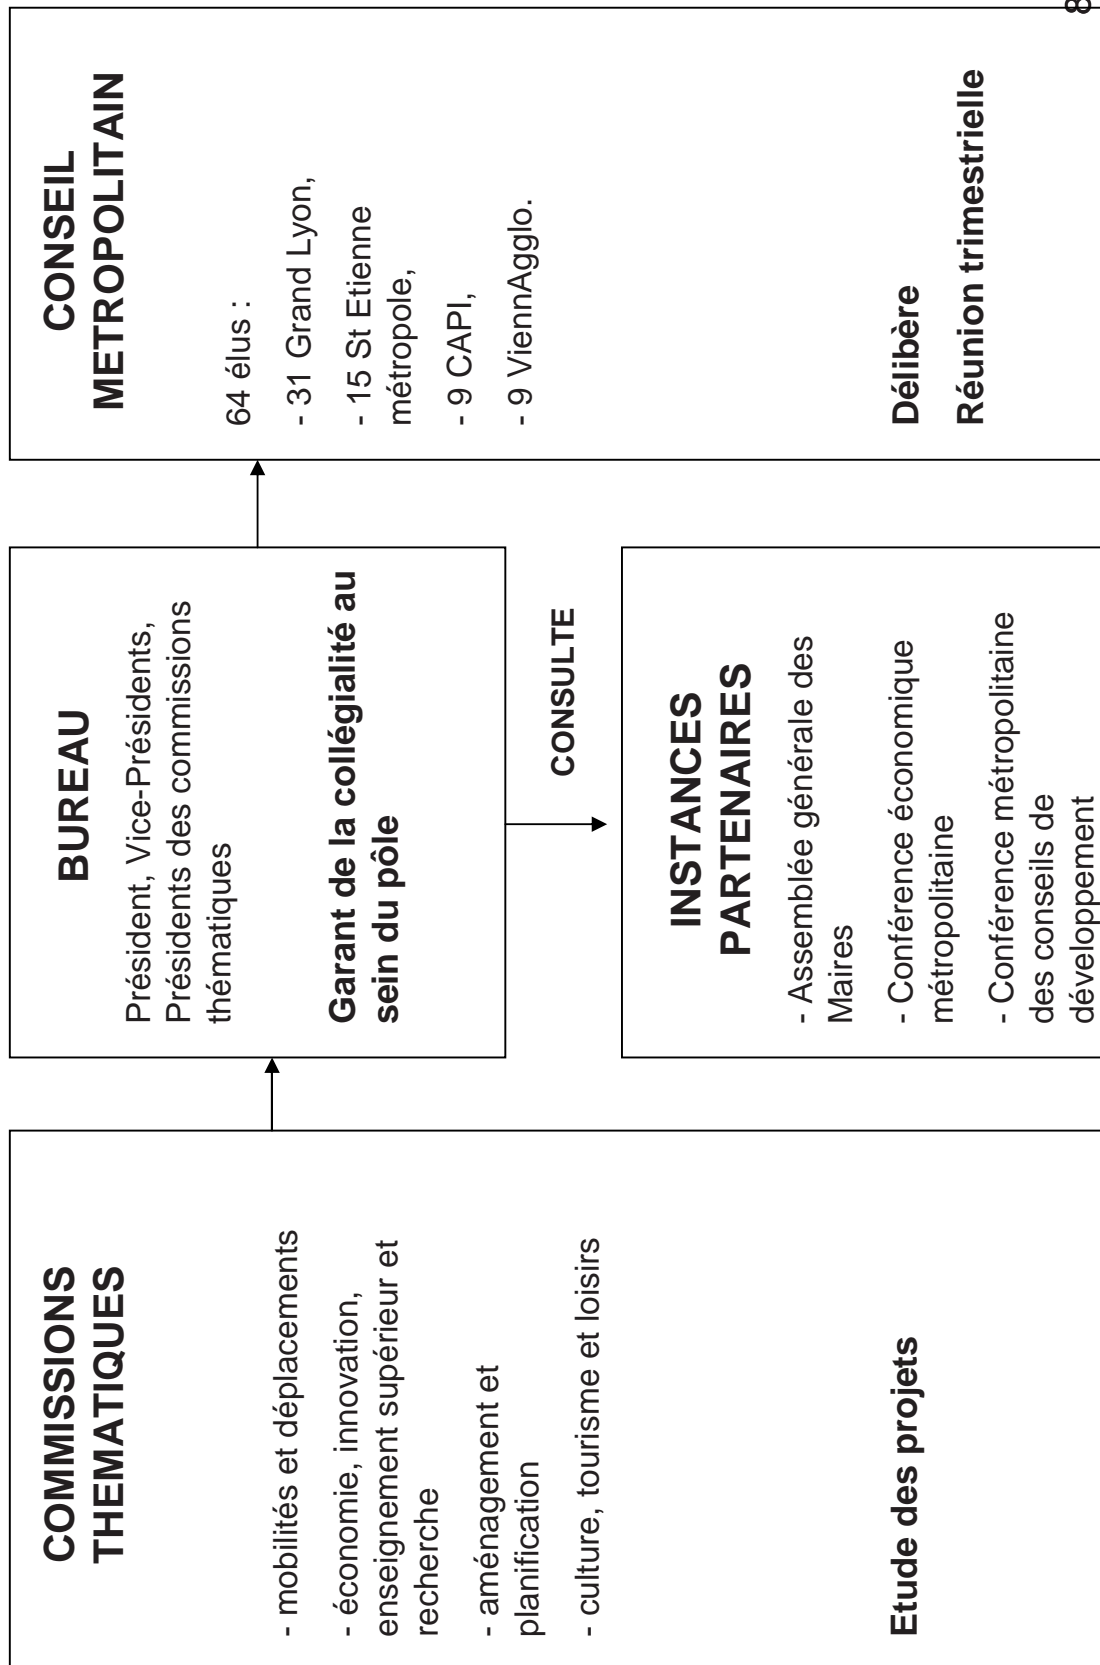 COMMISSIONS
THEMATIQUES
- mobilités et déplacements
- économie, innovation,
enseignement supérieur et
recherche
- aménagement et
planification
- culture, tourisme et loisirs
Etude des projets
BUREAU
Président, Vice-Présidents,
Présidents des commissions
thématiques
Garant de la collégialité au
sein du pôle
CONSULTE
INSTANCES
PARTENAIRES
- Assemblée générale des
Maires
- Conférence économique
métropolitaine
- Conférence métropolitaine
des conseils de
développement
CONSEIL
METROPOLITAIN
64 élus :
- 31 Grand Lyon,
- 15 St Etienne
métropole,
- 9 CAPI,
- 9 ViennAgglo.
Délibère
Réunion trimestrielle
8